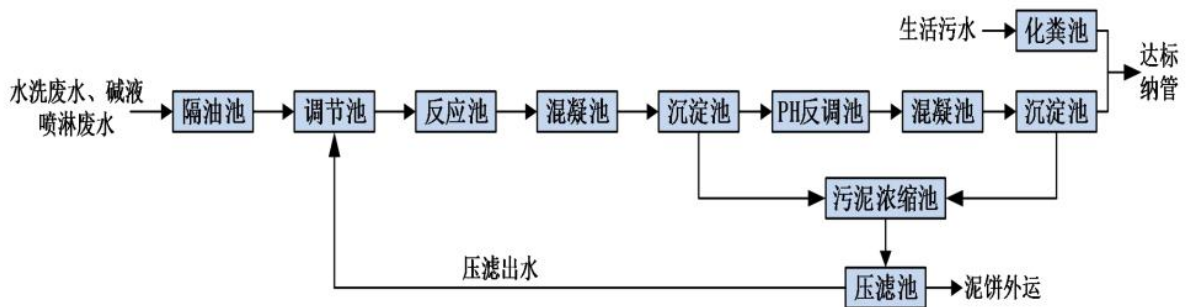 生活污水
化粪池
达标
纳管
水洗废水、碱液
喷淋废水
隔油池
调节池
反应池
混凝池
沉淀池
PH反调池
混凝池
沉淀池
污泥浓缩池
压滤出水
压滤池
泥饼外运